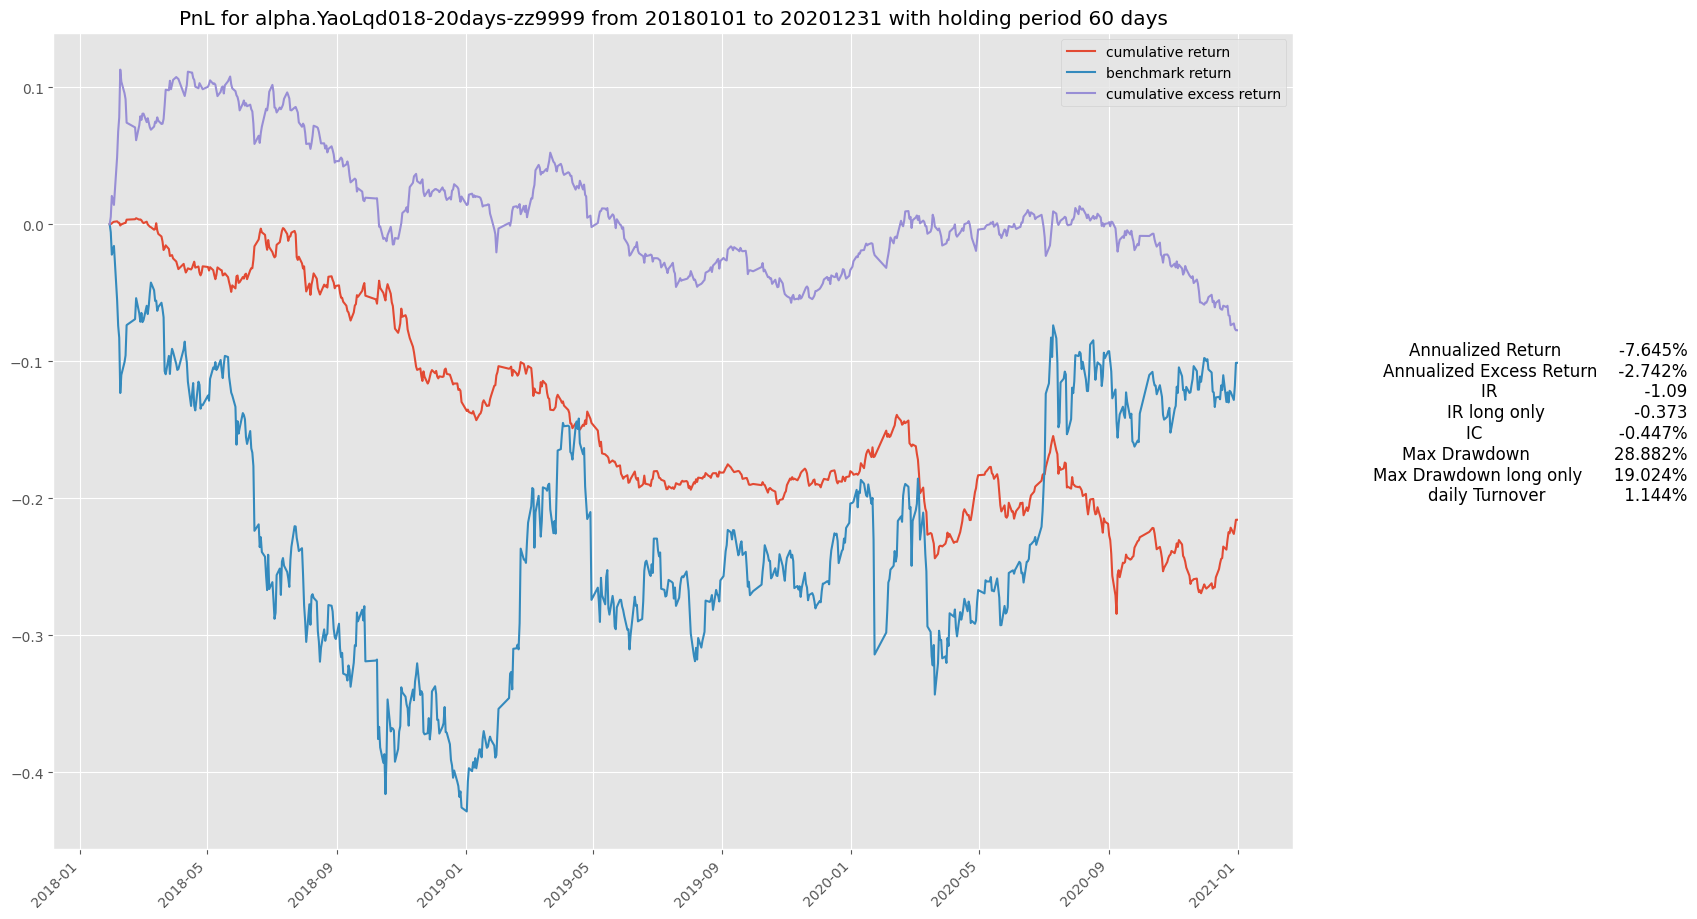 PnL for alpha.YaoLqd018-20days-zz9999 from 20180101 to 20201231 with holding period 60 days
cumulative return
benchmark return
cumulative excess return
0.1
0.0
−0.1
−0.2
−0.3
−0.4
2018-01
2018-05
2018-09
2019-01
2019-05
2019-09
2020-01
2020-05
2020-09
2021-01
Annualized Return -7.645%
Annualized Excess Return -2.742%
IR -1.09
IR long only -0.373
IC -0.447%
Max Drawdown 28.882%
Max Drawdown long only 19.024%
daily Turnover 1.144%